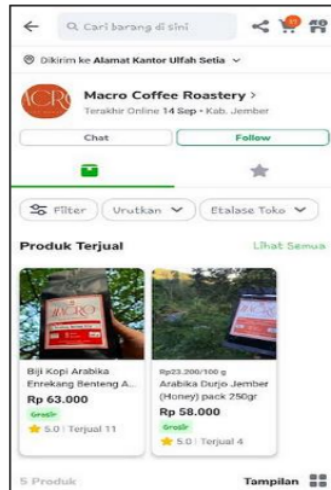 Cari barang di sini
Dikirim ke Alamat Kantor Ulfah Setia
Macro Coffee Roastery
Terakhir Online 14 Sep • Kab. Jember
Chat
Follow
Filter
Urutkan
Etalase Toko
Produk Terjual
Lihat Semua
Biji Kopi Arabika
Enrekang Benteng A...
Rp 63.000
Grosir
5.0 | Terjual 11
Rp23.200/100 g
Arabika Durjo Jember
(Honey) pack 250gr
Rp 58.000
Grosir
5.0 | Terjual 4
5 Produk
Tampilan